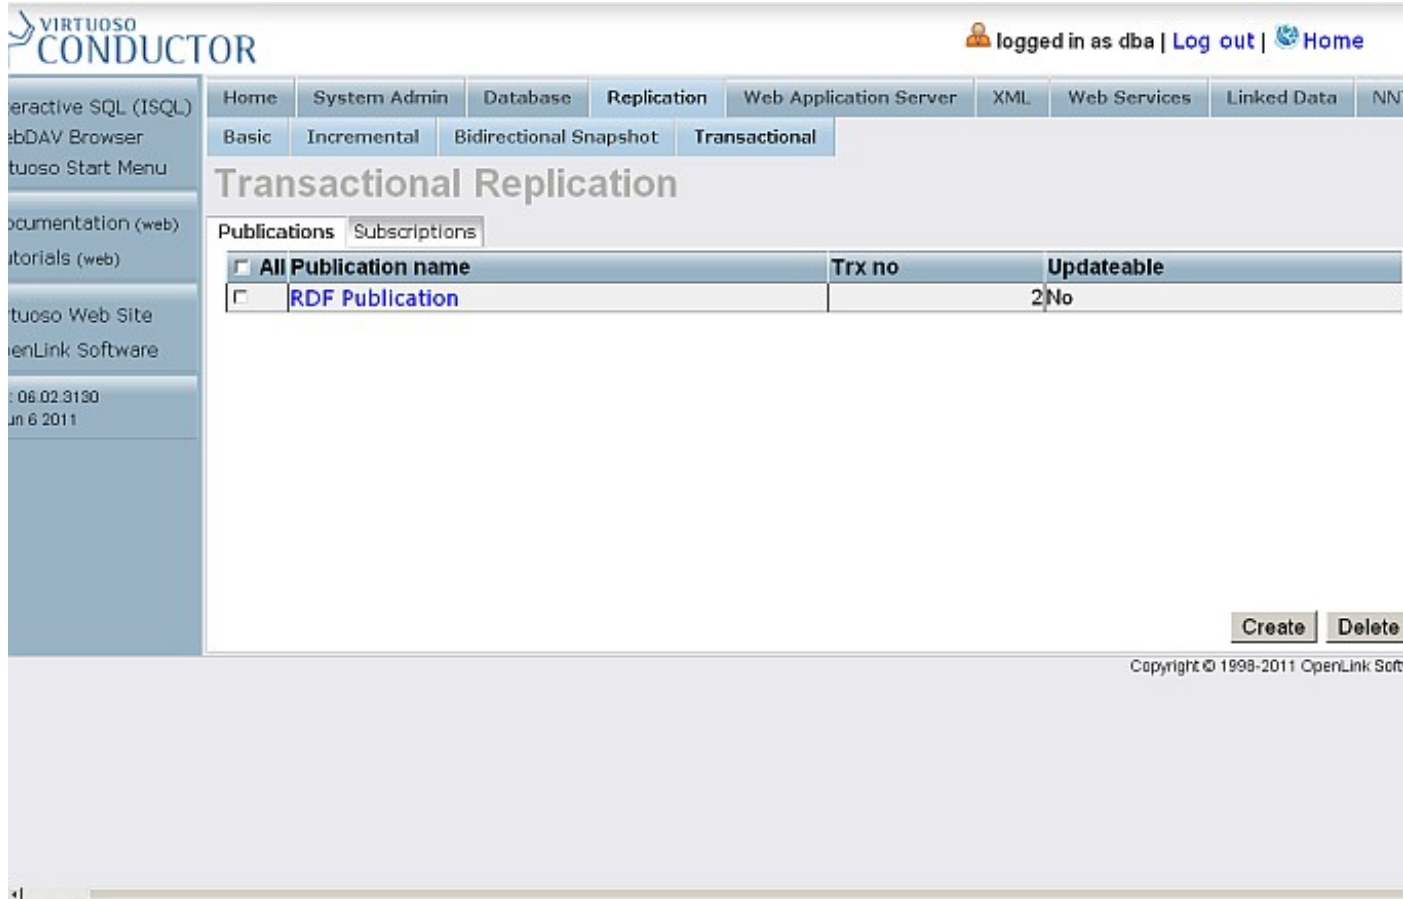 VIRTUOSO
CONDUCTOR
logged in as dba | Log out | Home
eractive SQL (ISQL)
ebDAV Browser
tuoso Start Menu
ocumentation (web)
utorials (web)
tuoso Web Site
enLink Software
: 06.02.3130
un 6 2011
Home System Admin Database Replication Web Application Server XML Web Services Linked Data NN
Basic Incremental Bidirectional Snapshot Transactional
Transactional Replication
Publications Subscriptions
All Publication name Trx no Updateable
RDF Publication 2 No
Create Delete
Copyright © 1998-2011 OpenLink Soft